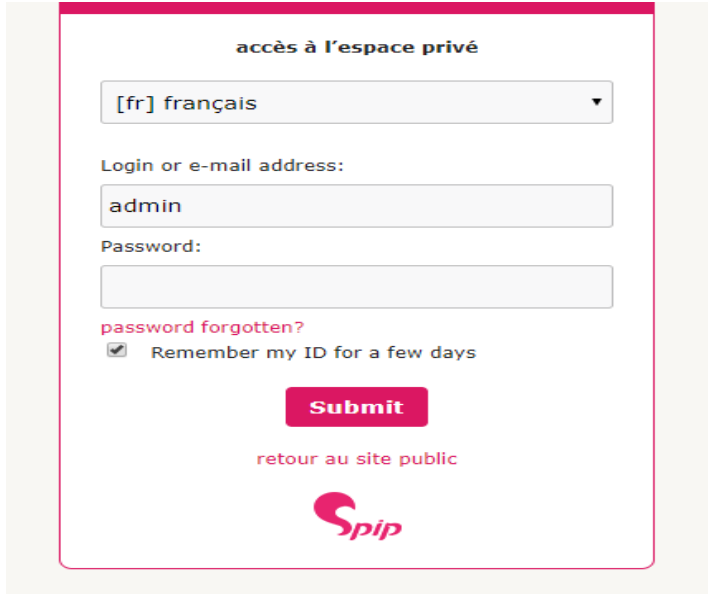 accès à l'espace privé
[fr] français
Login or e-mail address:
admin
Password:
password forgotten?
Remember my ID for a few days
Submit
retour au site public
Spip